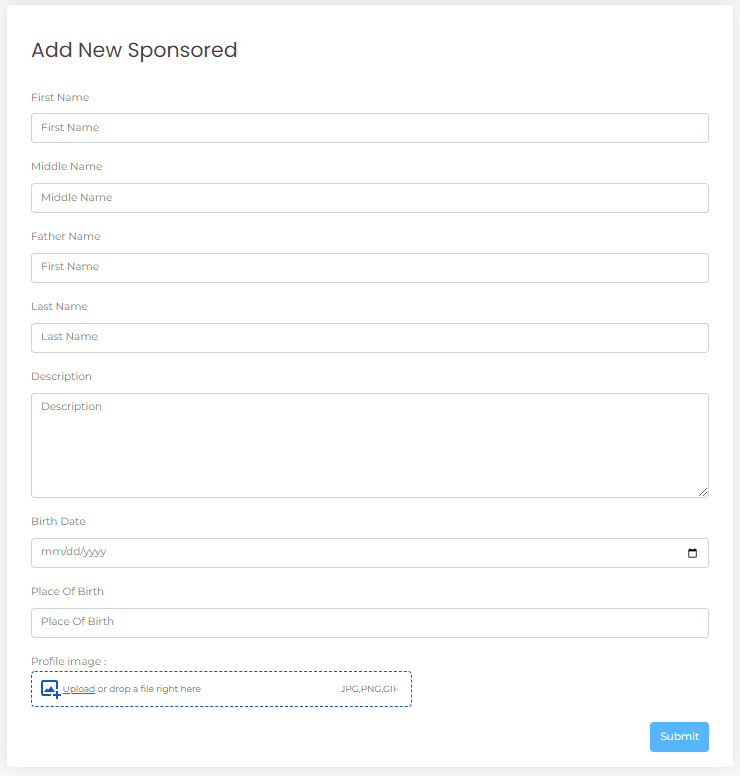 Add New Sponsored
First Name
First Name
Middle Name
Middle Name
Father Name
First Name
Last Name
Last Name
Description
Description
Birth Date
mm/dd/yyyy
Place Of Birth
Place Of Birth
Profile image :
Upload or drop a file right here JPG,PNG,GIF
Submit